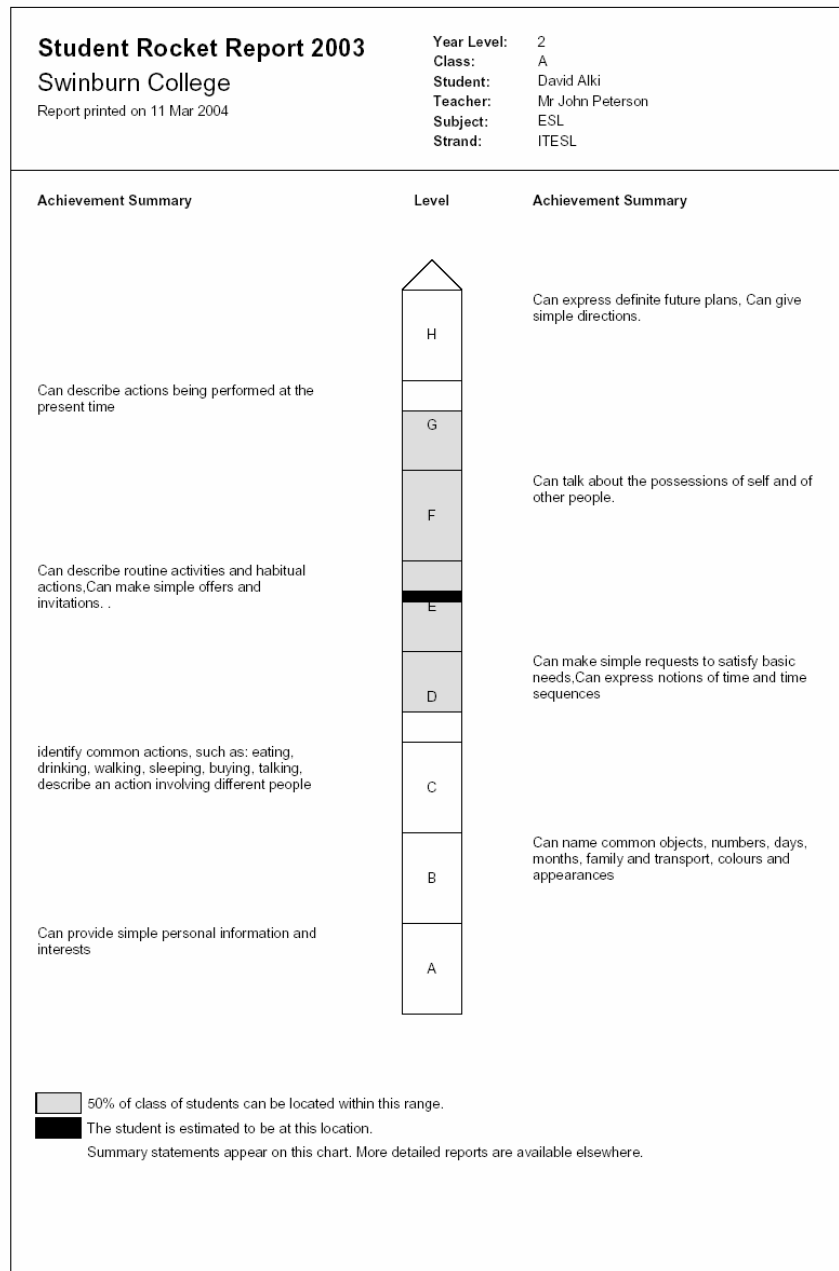 Student Rocket Report 2003
Swinburn College
Report printed on 11 Mar 2004
Year Level: 2
Class: A
Student: David Alki
Teacher: Mr John Peterson
Subject: ESL
Strand: ITESL
Achievement Summary Level Achievement Summary
Can express definite future plans, Can give
simple directions.
H
Can describe actions being performed at the
present time
G
Can talk about the possessions of self and of
other people.
F
Can describe routine activities and habitual
actions,Can make simple offers and
invitations. .
E
Can make simple requests to satisfy basic
needs,Can express notions of time and time
sequences
D
identify common actions, such as: eating,
drinking, walking, sleeping, buying, talking,
describe an action involving different people
C
Can name common objects, numbers, days,
months, family and transport, colours and
appearances
B
Can provide simple personal information and
interests
A
50% of class of students can be located within this range.
The student is estimated to be at this location.
Summary statements appear on this chart. More detailed reports are available elsewhere.